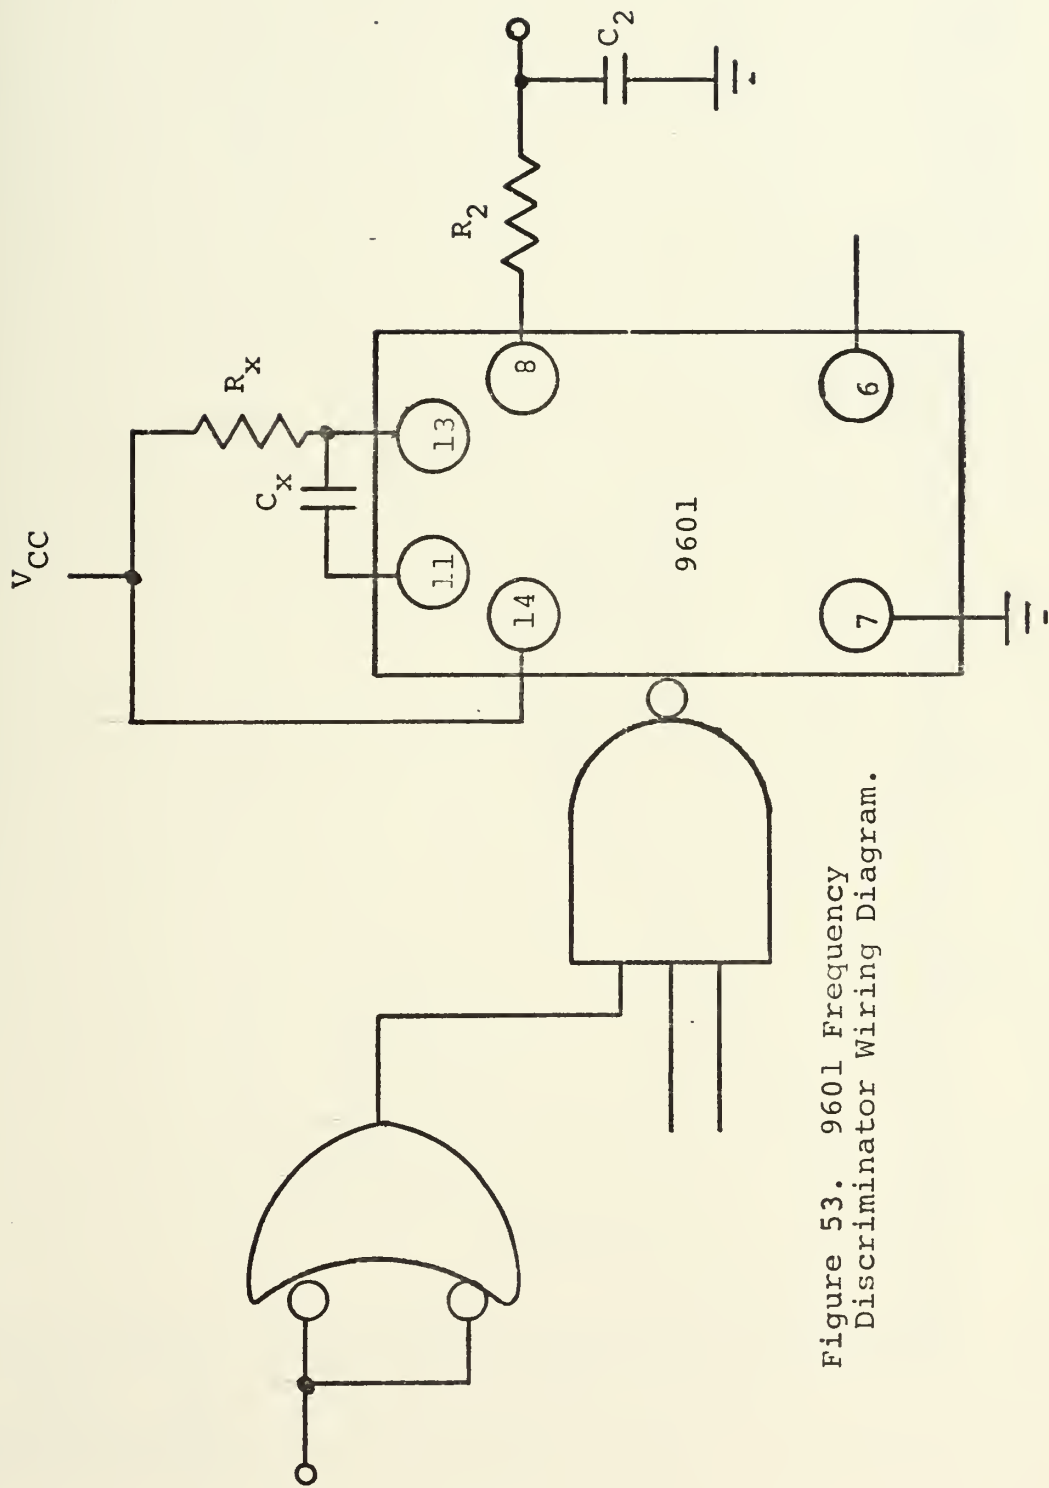 V_CC
R_x
C_x
11
13
14
8
R_2
C_2
9601
7
6
Figure 53. 9601 Frequency
Discriminator Wiring Diagram.